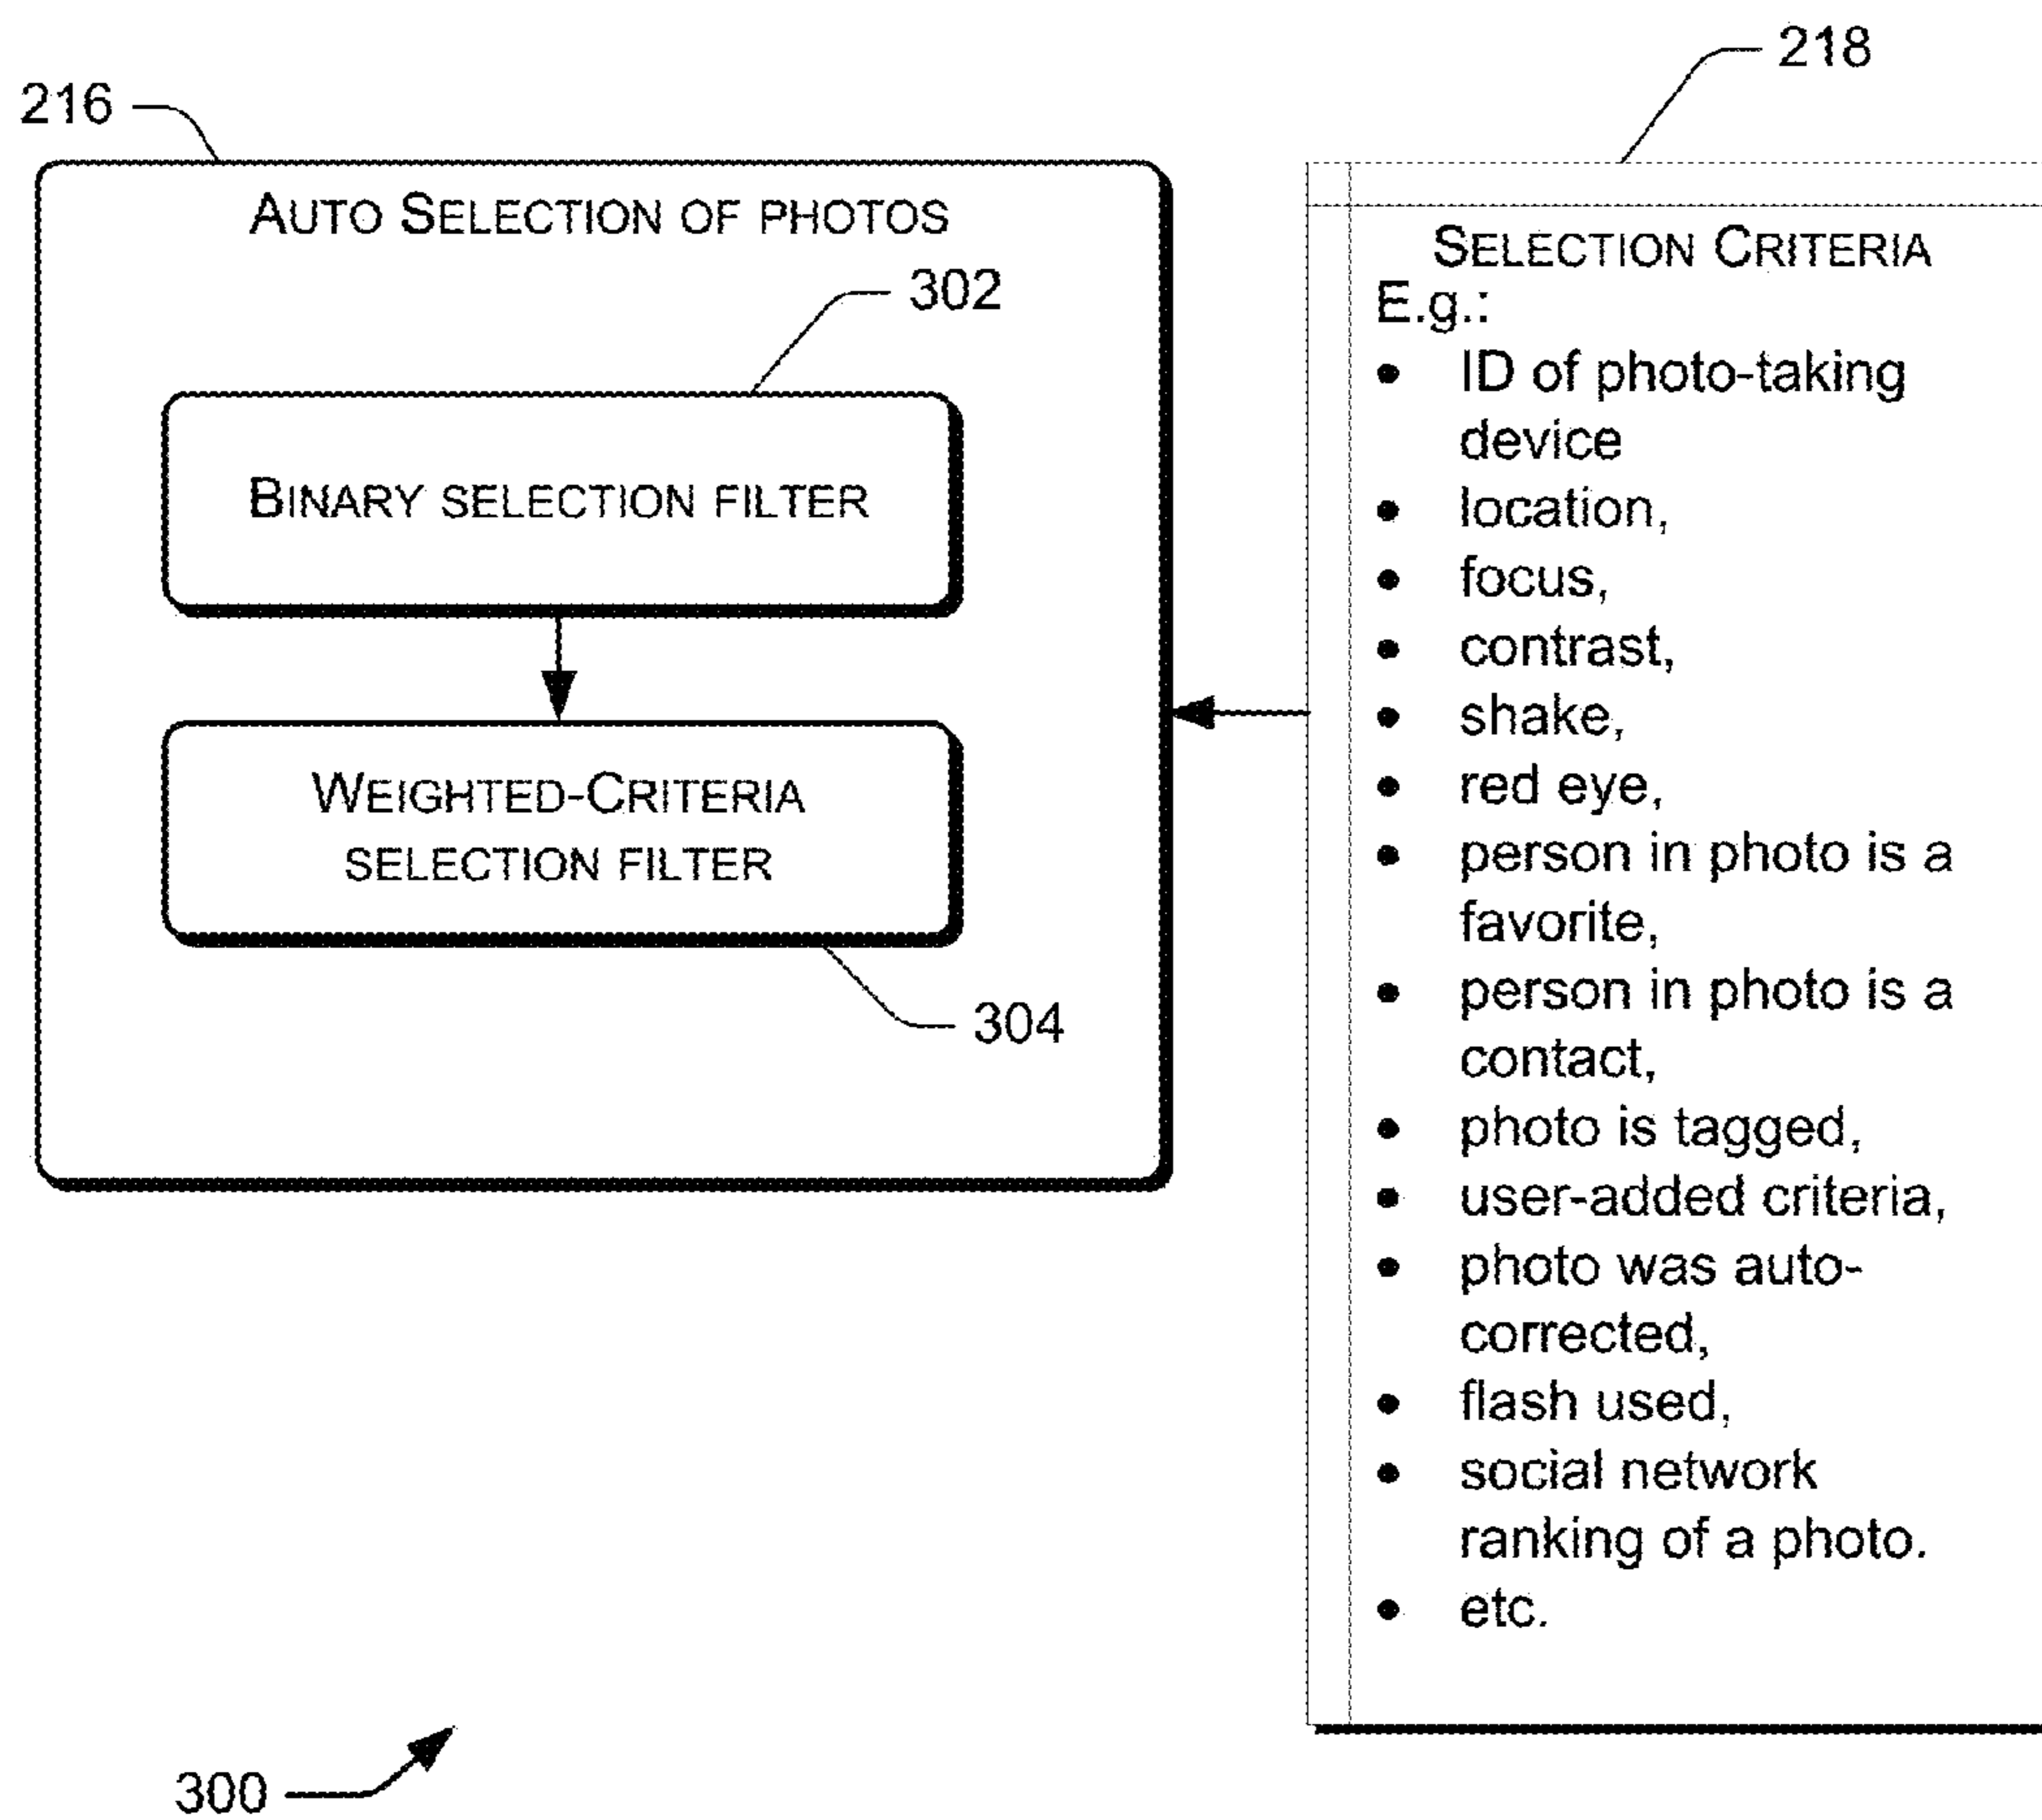 216
AUTO SELECTION OF PHOTOS
302
BINARY SELECTION FILTER
WEIGHTED-CRITERIA
SELECTION FILTER
304
218
SELECTION CRITERIA
E.g.:
• ID of photo-taking
device
• location,
• focus,
• contrast,
• shake,
• red eye,
• person in photo is a
favorite,
• person in photo is a
contact,
• photo is tagged,
• user-added criteria,
• photo was auto-
corrected,
• flash used,
• social network
ranking of a photo.
• etc.
300